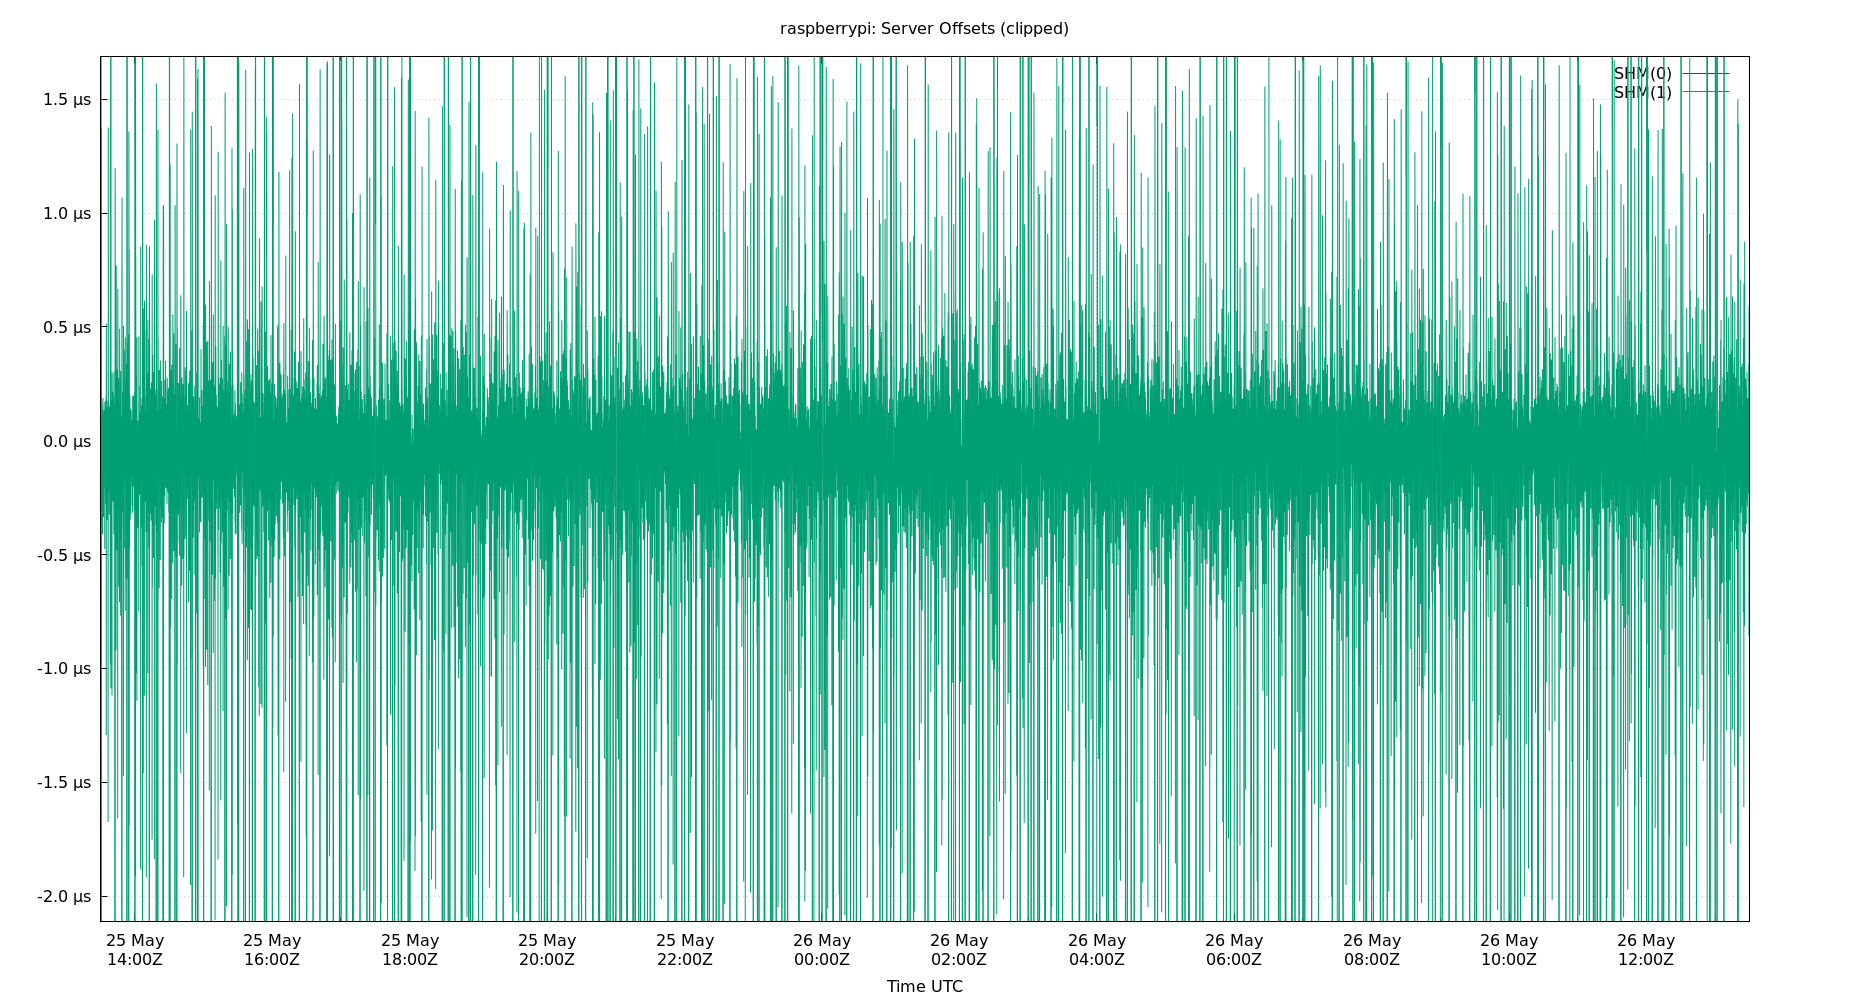 raspberrypi: Server Offsets (clipped)
SHM(0)
SHM(1)
1.5 µs
1.0 µs
0.5 µs
0.0 µs
-0.5 µs
-1.0 µs
-1.5 µs
-2.0 µs
25 May 25 May 25 May 25 May 25 May 26 May 26 May 26 May 26 May 26 May 26 May 26 May
14:00Z 16:00Z 18:00Z 20:00Z 22:00Z 00:00Z 02:00Z 04:00Z 06:00Z 08:00Z 10:00Z 12:00Z
Time UTC